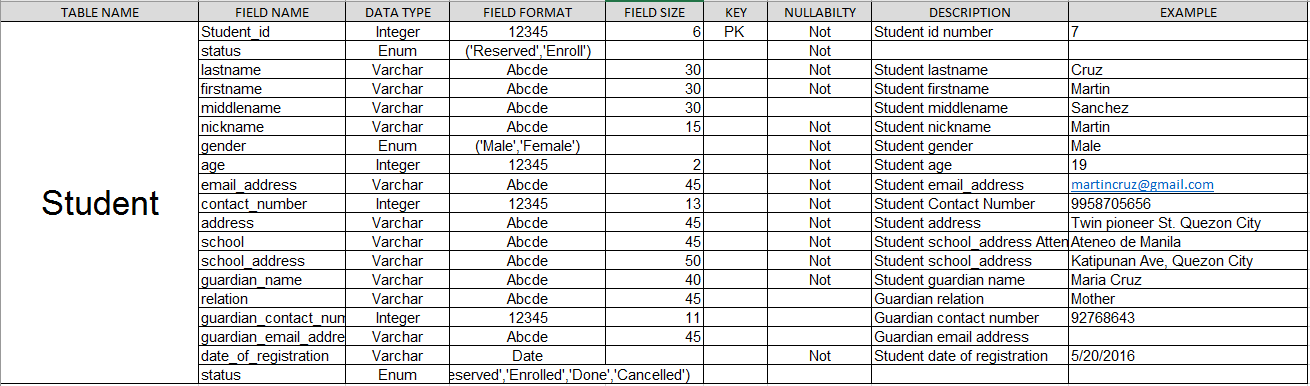 TABLE NAME FIELD NAME DATA TYPE FIELD FORMAT FIELD SIZE KEY NULLABILTY DESCRIPTION EXAMPLE
Student
Student_id Integer 12345 6 PK Not Student id number 7
status Enum ('Reserved','Enroll') Not
lastname Varchar Abcde 30 Not Student lastname Cruz
firstname Varchar Abcde 30 Not Student firstname Martin
middlename Varchar Abcde 30 Student middlename Sanchez
nickname Varchar Abcde 15 Not Student nickname Martin
gender Enum ('Male','Female') Not Student gender Male
age Integer 12345 2 Not Student age 19
email_address Varchar Abcde 45 Not Student email_address martincruz@gmail.com
contact_number Integer 12345 13 Not Student Contact Number 9958705656
address Varchar Abcde 45 Not Student address Twin pioneer St. Quezon City
school Varchar Abcde 45 Not Student school_address Atten Ateneo de Manila
school_address Varchar Abcde 50 Not Student school_address Katipunan Ave, Quezon City
guardian_name Varchar Abcde 40 Not Student guardian name Maria Cruz
relation Varchar Abcde 45 Guardian relation Mother
guardian_contact_num Integer 12345 11 Guardian contact number 92768643
guardian_email_addre Varchar Abcde 45 Guardian email address
date_of_registration Varchar Date Not Student date of registration 5/20/2016
status Enum eserved','Enrolled','Done','Cancelled')